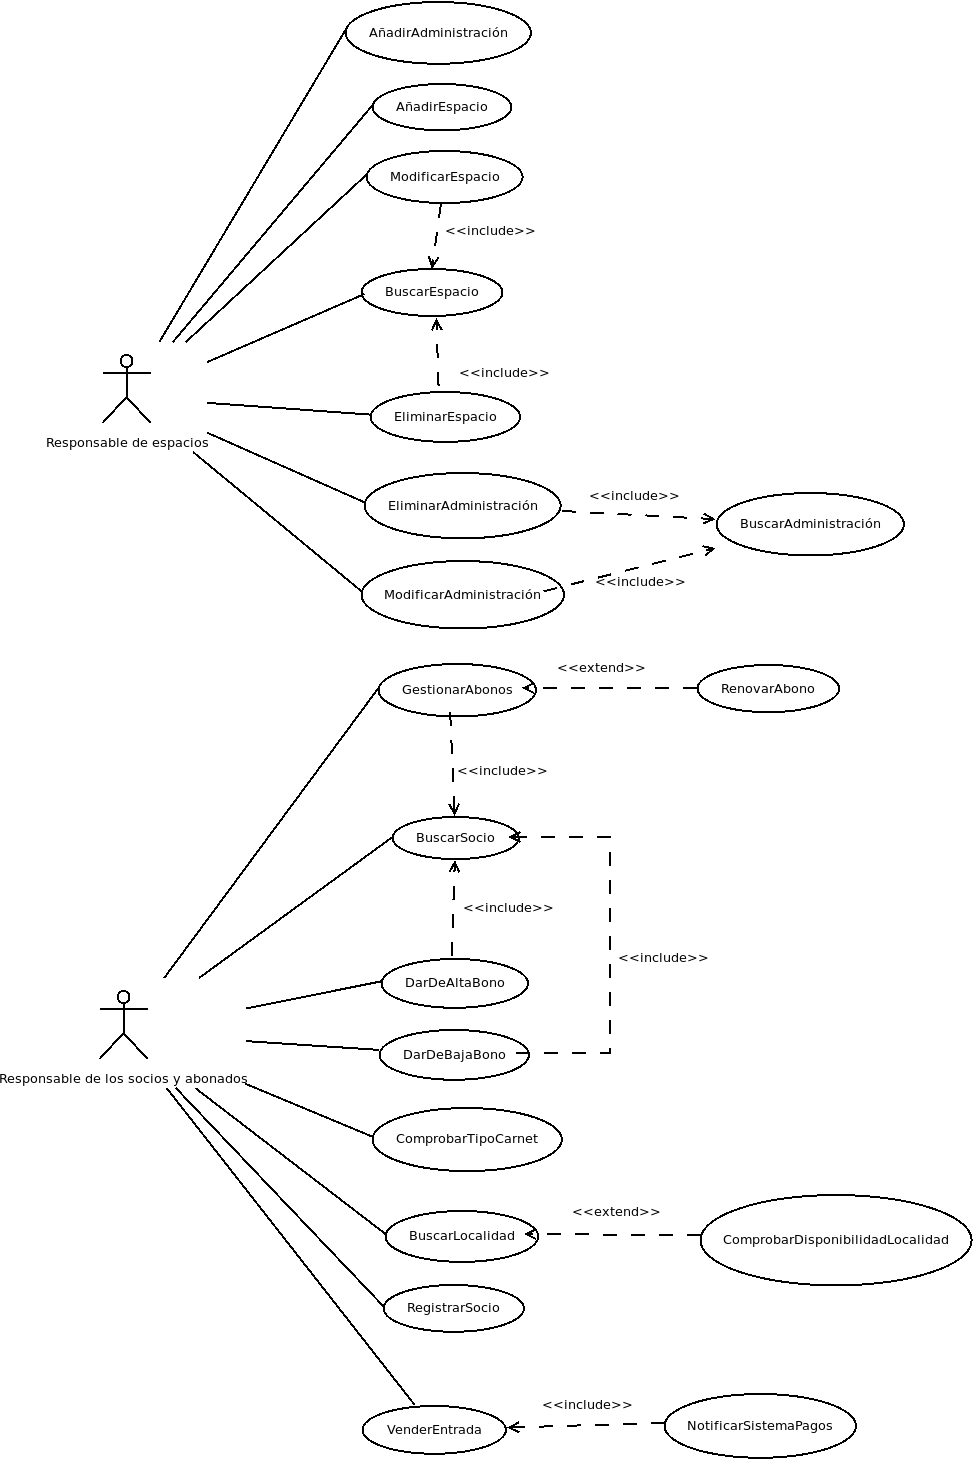 AñadirAdministración
AñadirEspacio
ModificarEspacio
<<include>>
BuscarEspacio
<<include>>
EliminarEspacio
Responsable de espacios
EliminarAdministración
<<include>>
BuscarAdministración
<<include>>
ModificarAdministración
GestionarAbonos
<<extend>>
RenovarAbono
<<include>>
BuscarSocio
<<include>>
<<include>>
DarDeAltaBono
DarDeBajaBono
Responsable de los socios y abonados
ComprobarTipoCarnet
BuscarLocalidad
<<extend>>
ComprobarDisponibilidadLocalidad
RegistrarSocio
VenderEntrada
<<include>>
NotificarSistemaPagos